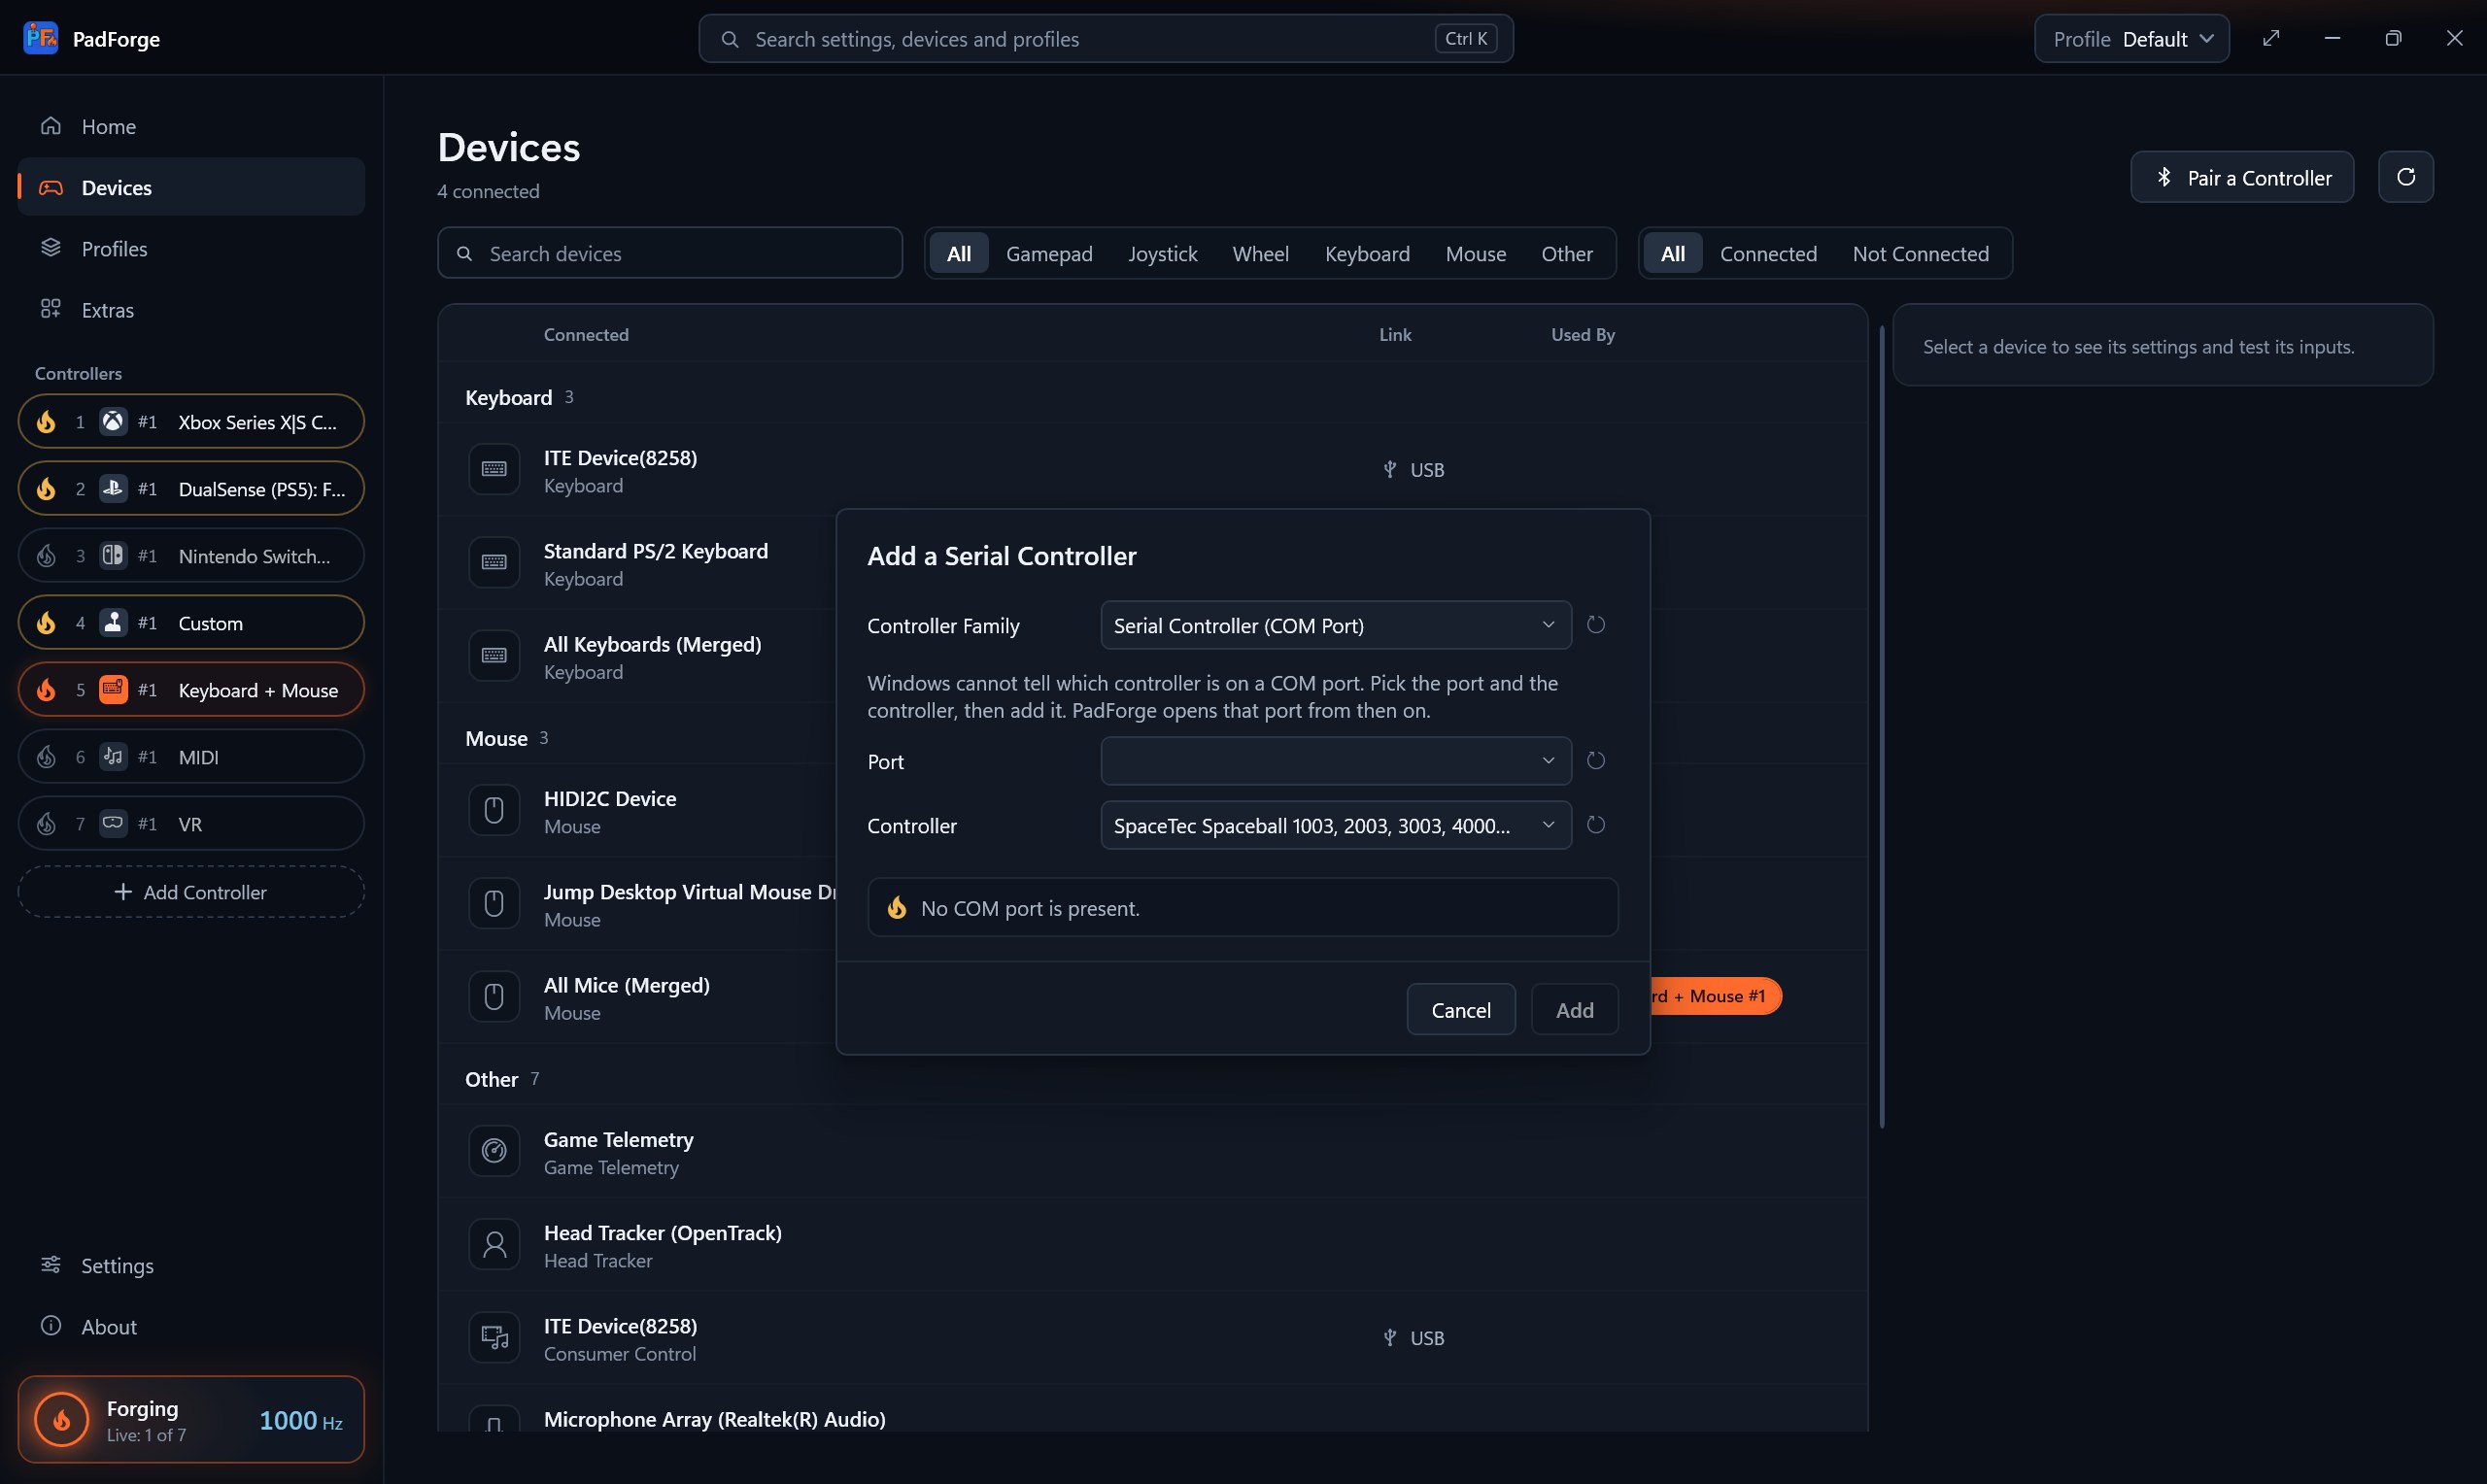 PadForge
Search settings, devices and profiles
Ctrl K
Profile Default
Home
Devices
Profiles
Extras
Controllers
1 #1 Xbox Series X|S C...
2 #1 DualSense (PS5): F...
3 #1 Nintendo Switch...
4 #1 Custom
5 #1 Keyboard + Mouse
6 #1 MIDI
7 #1 VR
Add Controller
Settings
About
Forging
Live: 1 of 7
1000 Hz
Devices
4 connected
Pair a Controller
Search devices
All Gamepad Joystick Wheel Keyboard Mouse Other
All Connected Not Connected
Connected Link Used By
Keyboard 3
ITE Device(8258)
Keyboard
USB
Standard PS/2 Keyboard
Keyboard
All Keyboards (Merged)
Keyboard
Mouse 3
HIDI2C Device
Mouse
Jump Desktop Virtual Mouse
Mouse
All Mice (Merged)
Mouse
+ Mouse #1
Other 7
Game Telemetry
Game Telemetry
Head Tracker (OpenTrack)
Head Tracker
ITE Device(8258)
Consumer Control
USB
Microphone Array (Realtek(R) Audio)
Select a device to see its settings and test its inputs.
Add a Serial Controller
Controller Family
Serial Controller (COM Port)
Windows cannot tell which controller is on a COM port. Pick the port and the
controller, then add it. PadForge opens that port from then on.
Port
Controller
SpaceTec Spaceball 1003, 2003, 3003, 4000...
No COM port is present.
Cancel
Add